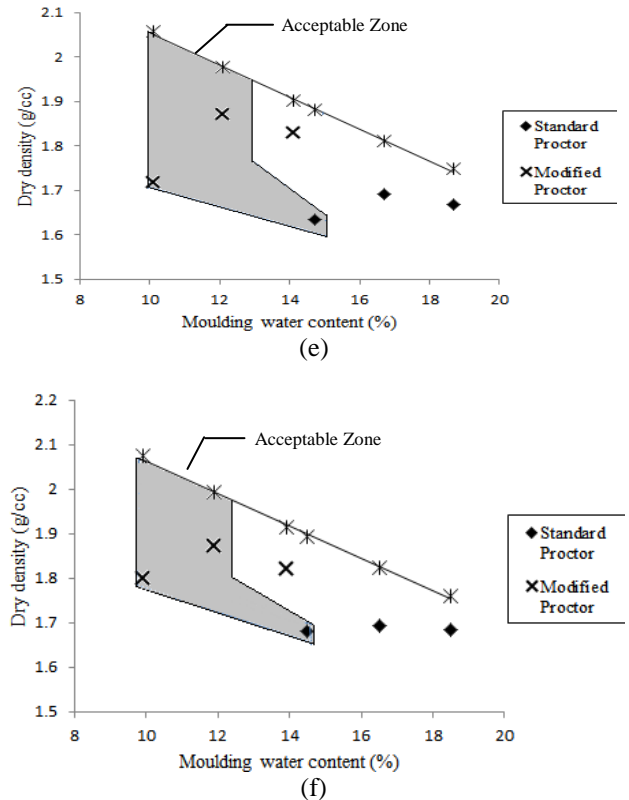 2.1
2
1.9
1.8
1.7
1.6
1.5
Dry density (g/cc)
Acceptable Zone
Standard
Proctor
Modified
Proctor
8 10 12 14 16 18 20
Moulding water content (%)
(e)
2.2
2.1
2
1.9
1.8
1.7
1.6
1.5
Dry density (g/cc)
Acceptable Zone
Standard
Proctor
Modified
Proctor
8 10 12 14 16 18 20
Moulding water content (%)
(f)